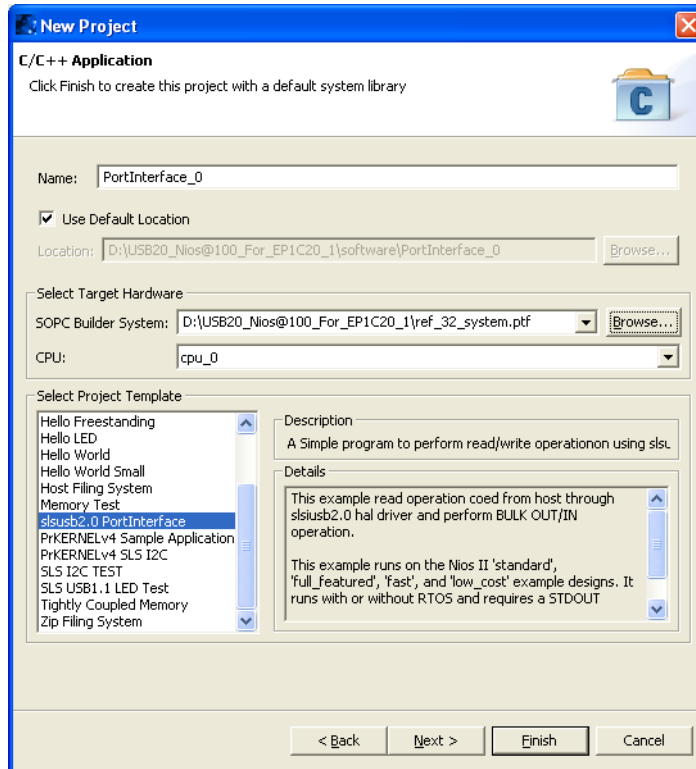 New Project
C/C++ Application
Click Finish to create this project with a default system library
C
Name: PortInterface_0
Use Default Location
Location: D:\USB20_Nios@100_For_EP1C20_1\software\PortInterface_0 Browse...
Select Target Hardware
SOPC Builder System: D:\USB20_Nios@100_For_EP1C20_1\ref_32_system.ptf Browse...
CPU: cpu_0
Select Project Template
Hello Freestanding
Hello LED
Hello World
Hello World Small
Host Filing System
Memory Test
slsusb2.0 PortInterface
PrKERNELv4 Sample Application
PrKERNELv4 SLS I2C
SLS I2C TEST
SLS USB1.1 LED Test
Tightly Coupled Memory
Zip Filing System
Description
A Simple program to perform read/write operationon using slsu
Details
This example read operation coed from host through
slsiusb2.0 hal driver and perform BULK OUT/IN
operation.
This example runs on the Nios II 'standard',
'full_featured', 'fast', and 'low_cost' example designs. It
runs with or without RTOS and requires a STDOUT
< Back Next > Finish Cancel